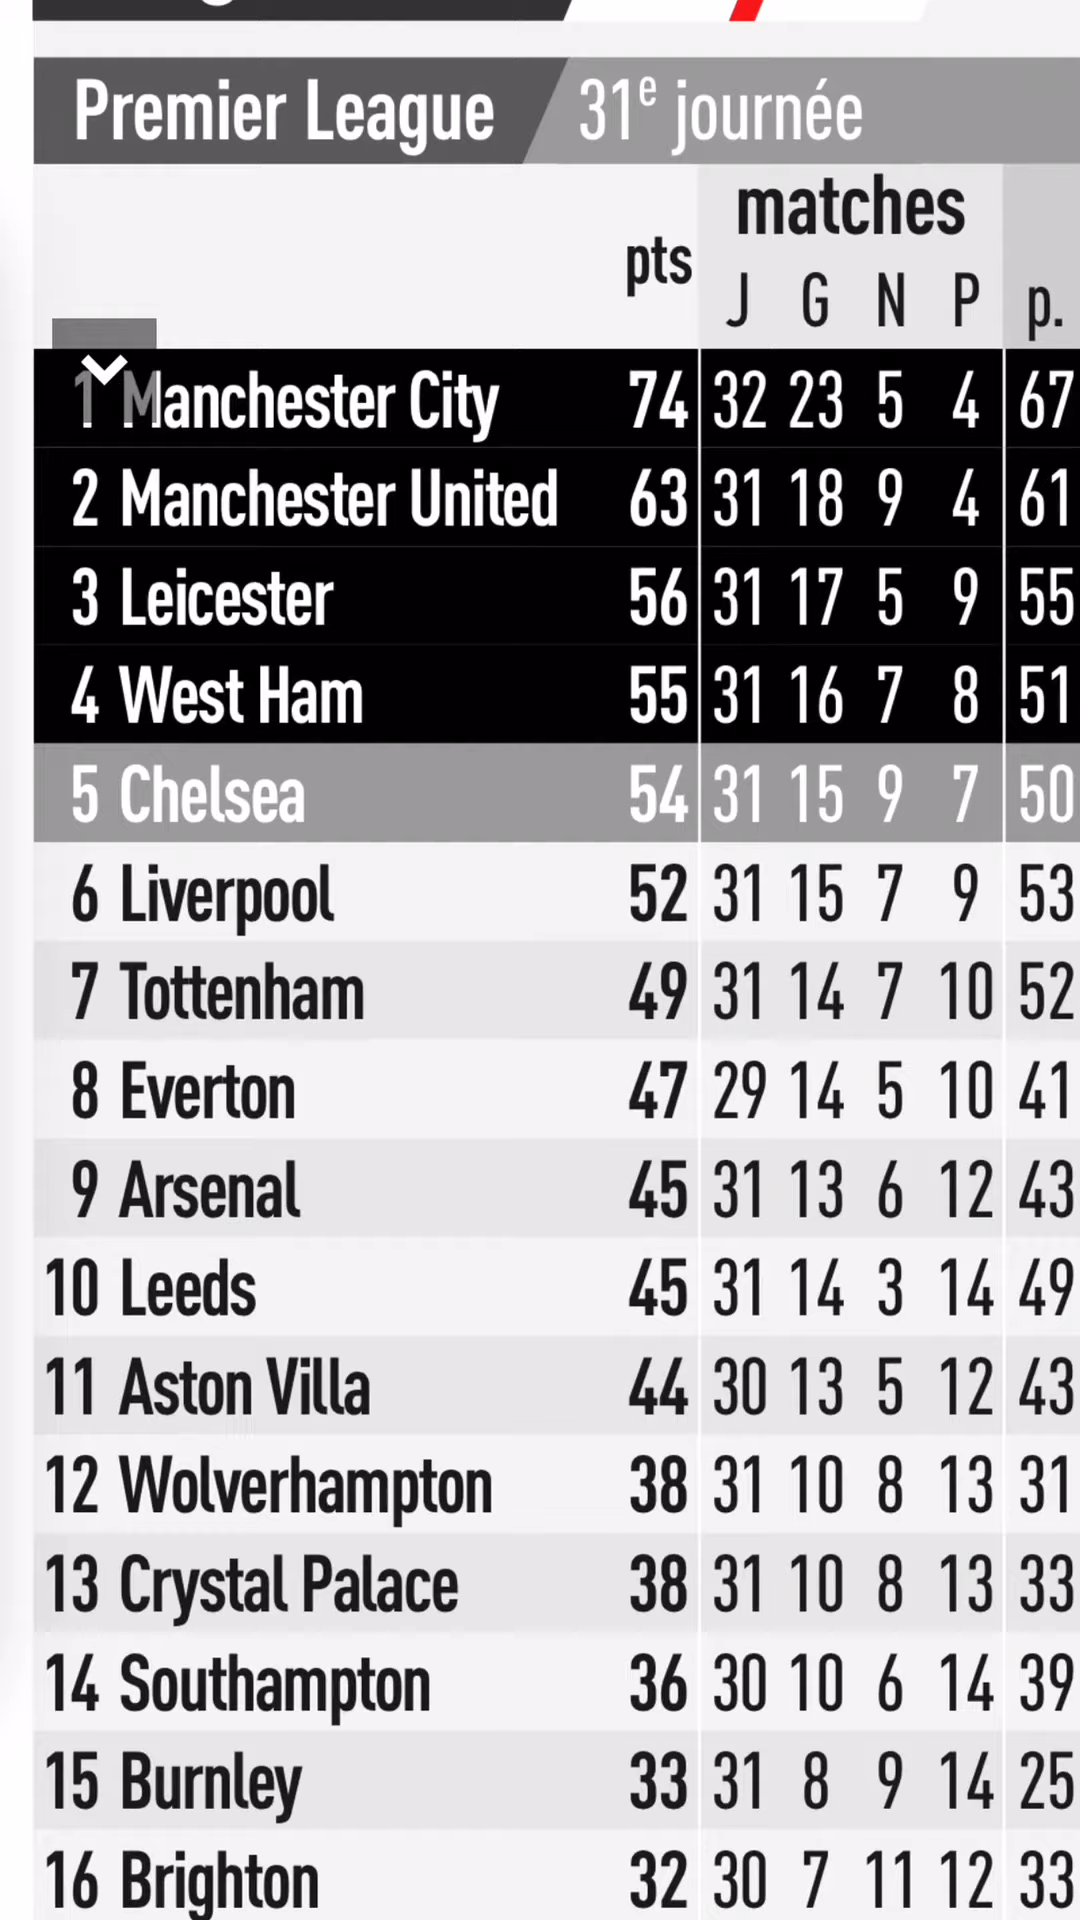 Premier League 31e journée
matches
pts J G N P p.
1 Manchester City 74 32 23 5 4 67
2 Manchester United 63 31 18 9 4 61
3 Leicester 56 31 17 5 9 55
4 West Ham 55 31 16 7 8 51
5 Chelsea 54 31 15 9 7 50
6 Liverpool 52 31 15 7 9 53
7 Tottenham 49 31 14 7 10 52
8 Everton 47 29 14 5 10 41
9 Arsenal 45 31 13 6 12 43
10 Leeds 45 31 14 3 14 49
11 Aston Villa 44 30 13 5 12 43
12 Wolverhampton 38 31 10 8 13 31
13 Crystal Palace 38 31 10 8 13 33
14 Southampton 36 30 10 6 14 39
15 Burnley 33 31 8 9 14 25
16 Brighton 32 30 7 11 12 33